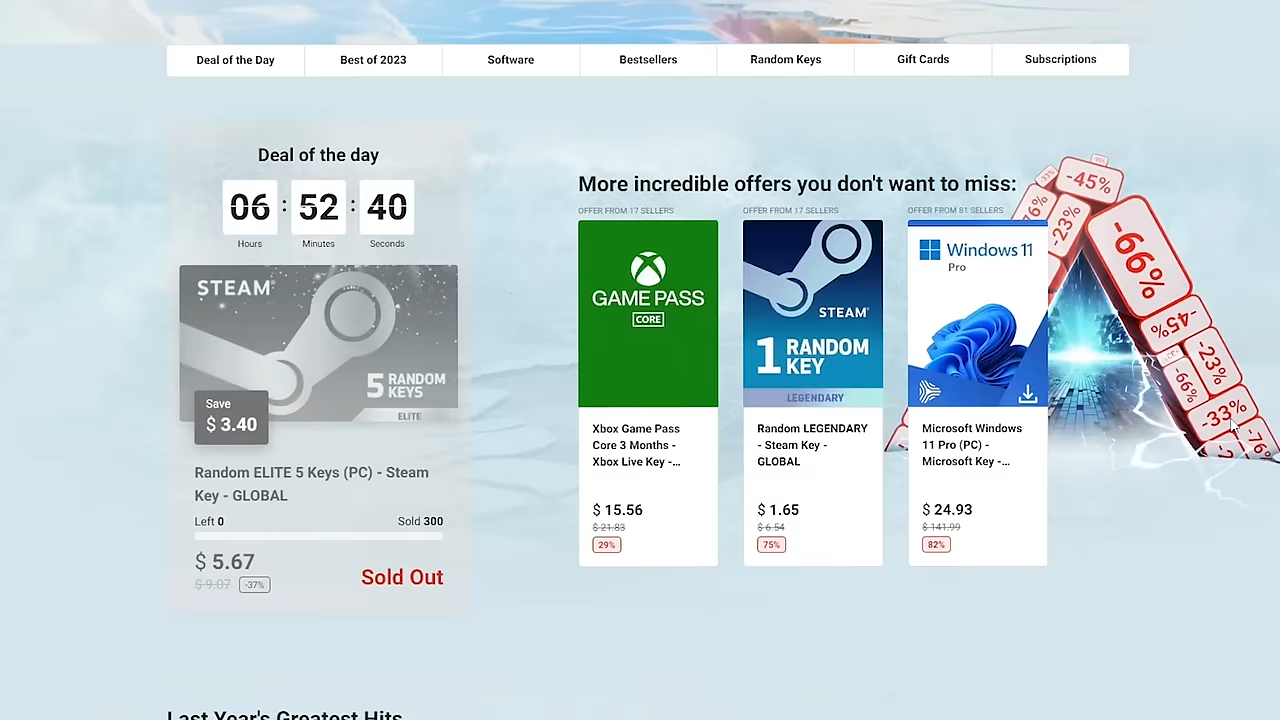 Deal of the Day
Best of 2023
Software
Bestsellers
Random Keys
Gift Cards
Subscriptions
Deal of the day
06 : 52 : 40
Hours Minutes Seconds
STEAM®
5 RANDOM KEYS
ELITE
Save
$ 3.40
Random ELITE 5 Keys (PC) - Steam
Key - GLOBAL
Left 0 Sold 300
$ 5.67
$ 9.07 -37%
Sold Out
More incredible offers you don't want to miss:
OFFER FROM 17 SELLERS
GAME PASS
CORE
Xbox Game Pass
Core 3 Months -
Xbox Live Key -...
$ 15.56
$ 21.83
29%
OFFER FROM 17 SELLERS
STEAM®
1 RANDOM KEY
LEGENDARY
Random LEGENDARY
- Steam Key -
GLOBAL
$ 1.65
$ 6.54
75%
OFFER FROM 81 SELLERS
Windows 11
Pro
Microsoft Windows
11 Pro (PC) -
Microsoft Key -...
$ 24.93
$ 141.99
82%
-45%
-23%
-66%
-45%
-23%
-66%
-33%
-76%
Last Year's Greatest Hits